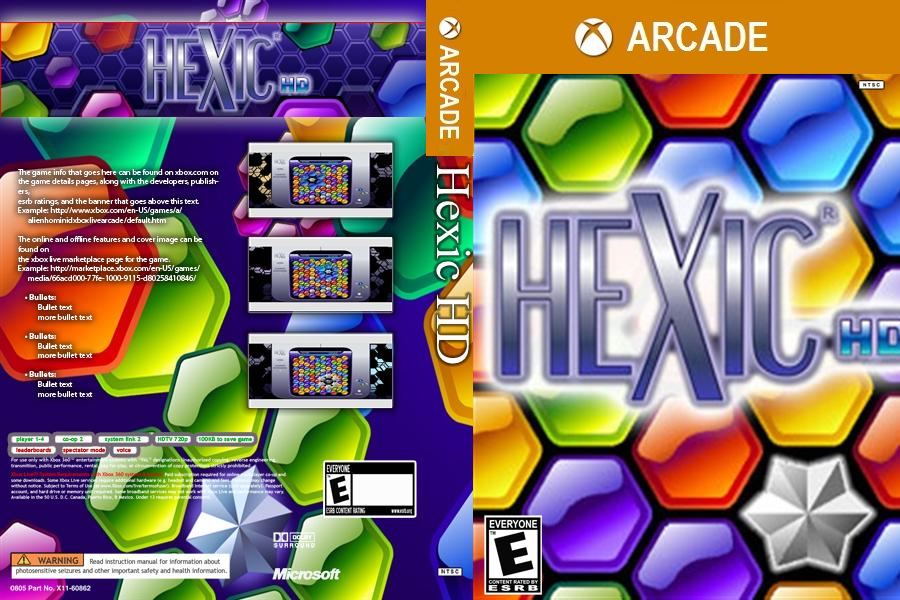 HEXIC® HD
The game info that goes here can be found on xbox.com on
the game details pages, along with the developers, publish-
ers,
esrb ratings, and the banner that goes above this text.
Example: http://www.xbox.com/en-US/games/a/
alienhominidxboxlivearcade/default.htm
The online and offline features and cover image can be
found on
the xbox live marketplace page for the game.
Example: http://marketplace.xbox.com/en-US/games/
media/66acd000-77fe-1000-9115-d80258410846/
• Bullets:
Bullet text
more bullet text
• Bullets:
Bullet text
more bullet text
• Bullets:
Bullet text
more bullet text
player 1-4 co-op 2 system link 2 HDTV 720p 100KB to save game
leaderboards spectator mode voice
EVERYONE
E
ESRB CONTENT RATING www.esrb.org
DOLBY
SURROUND
WARNING Read instruction manual for information about
photosensitive seizures and other important safety and health information.
0805 Part No. X11-60862
Microsoft
ARCADE
Hexic HD
NTSC
ARCADE
NTSC
HEXIC®
HD
EVERYONE
TM
E
CONTENT RATED BY
ESRB